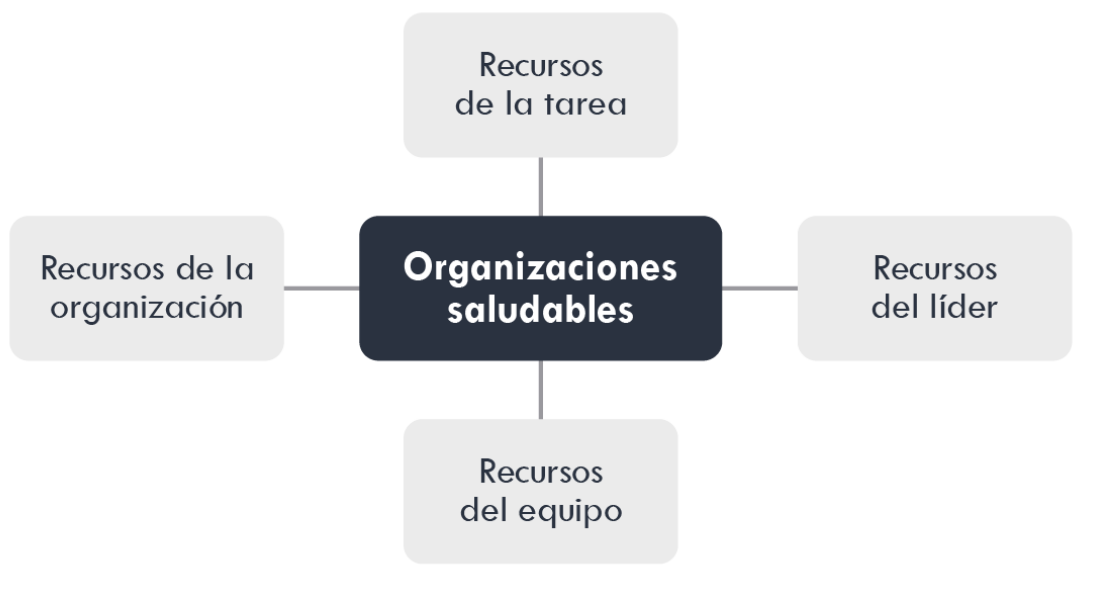 Recursos
de la tarea
Recursos de la
organización
Organizaciones
saludables
Recursos
del líder
Recursos
del equipo